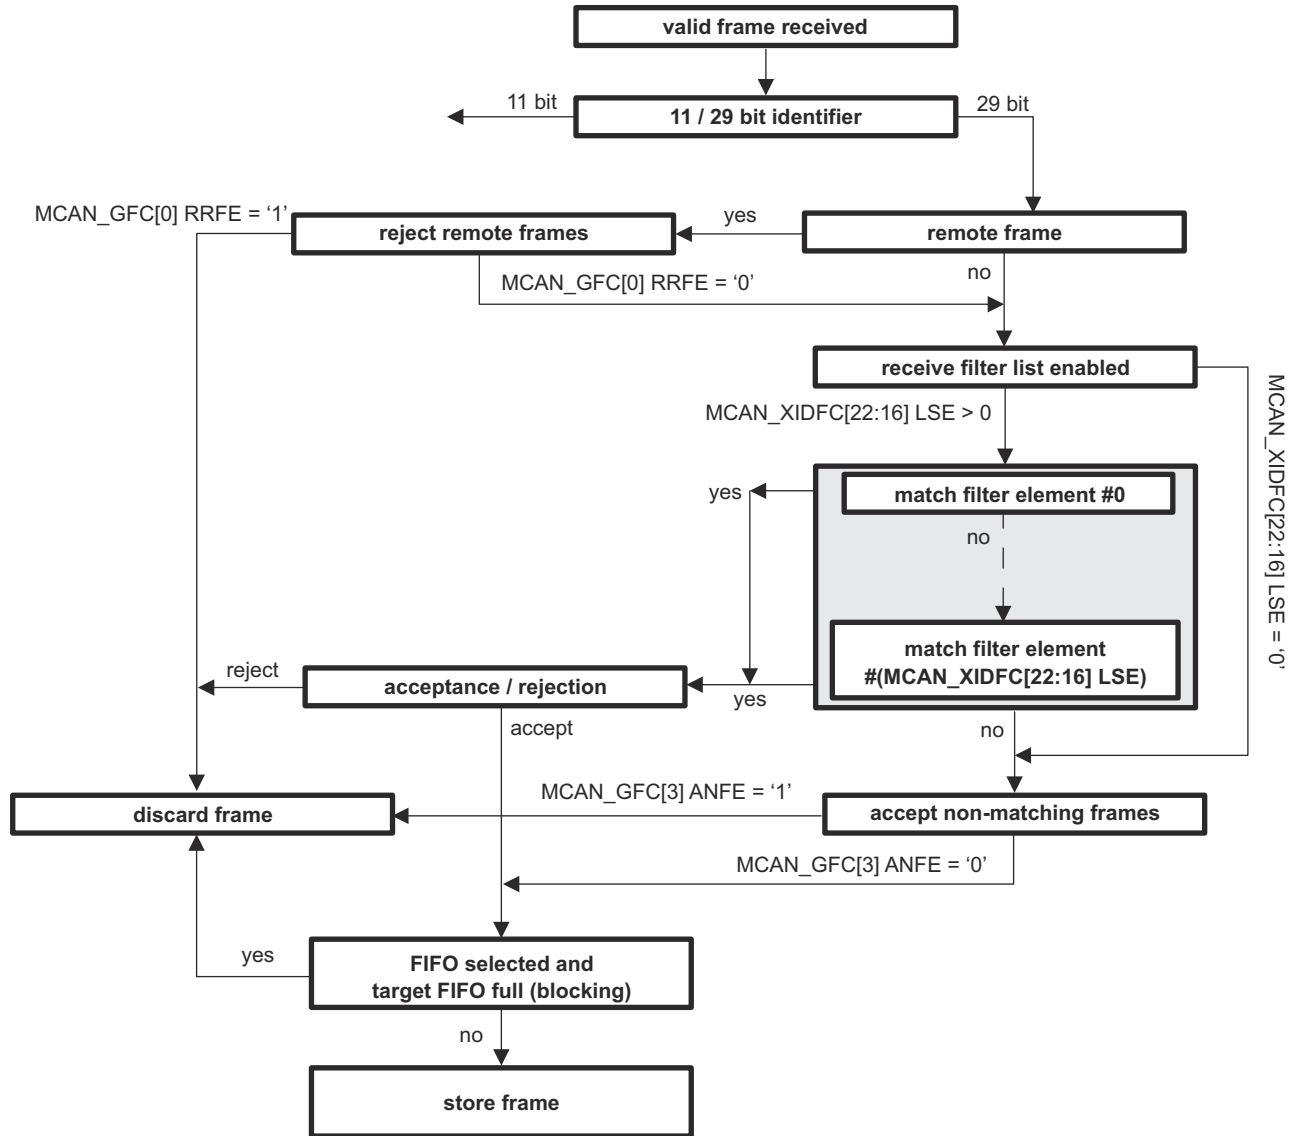 valid frame received
11 bit
11 / 29 bit identifier
29 bit
MCAN_GFC[0] RRFE = ‘1’
reject remote frames
yes
remote frame
MCAN_GFC[0] RRFE = ‘0’
no
receive filter list enabled
MCAN_XIDFC[22:16] LSE > 0
MCAN_XIDFC[22:16] LSE = ‘0’
yes
match filter element #0
no
match filter element
#(MCAN_XIDFC[22:16] LSE)
reject
acceptance / rejection
yes
accept
no
MCAN_GFC[3] ANFE = ‘1’
discard frame
accept non-matching frames
MCAN_GFC[3] ANFE = ‘0’
yes
FIFO selected and
target FIFO full (blocking)
no
store frame